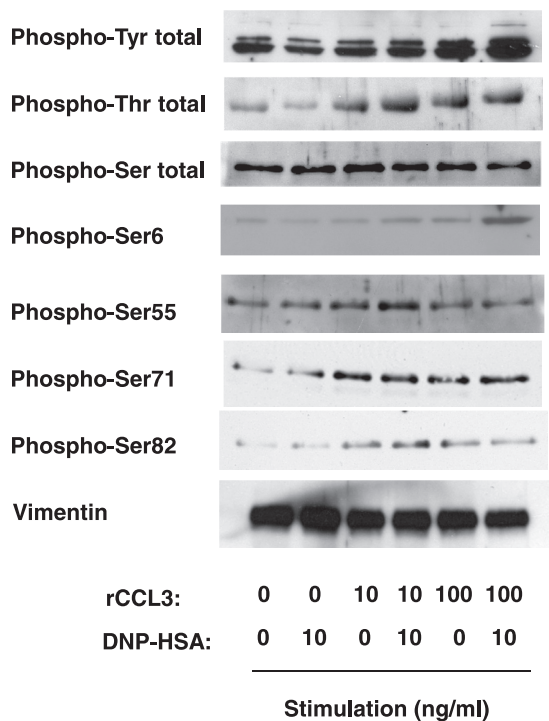 Phospho-Tyr total
Phospho-Thr total
Phospho-Ser total
Phospho-Ser6
Phospho-Ser55
Phospho-Ser71
Phospho-Ser82
Vimentin
rCCL3: 0 0 10 10 100 100
DNP-HSA: 0 10 0 10 0 10
Stimulation (ng/ml)